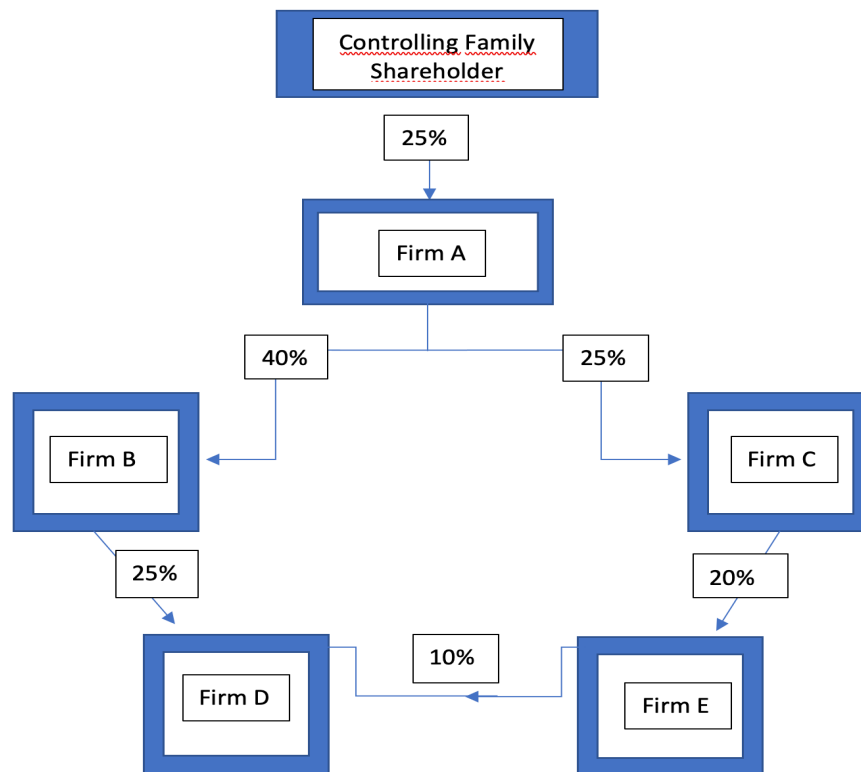 Controlling Family
Shareholder
25%
Firm A
40%
25%
Firm B
Firm C
25%
20%
10%
Firm D
Firm E